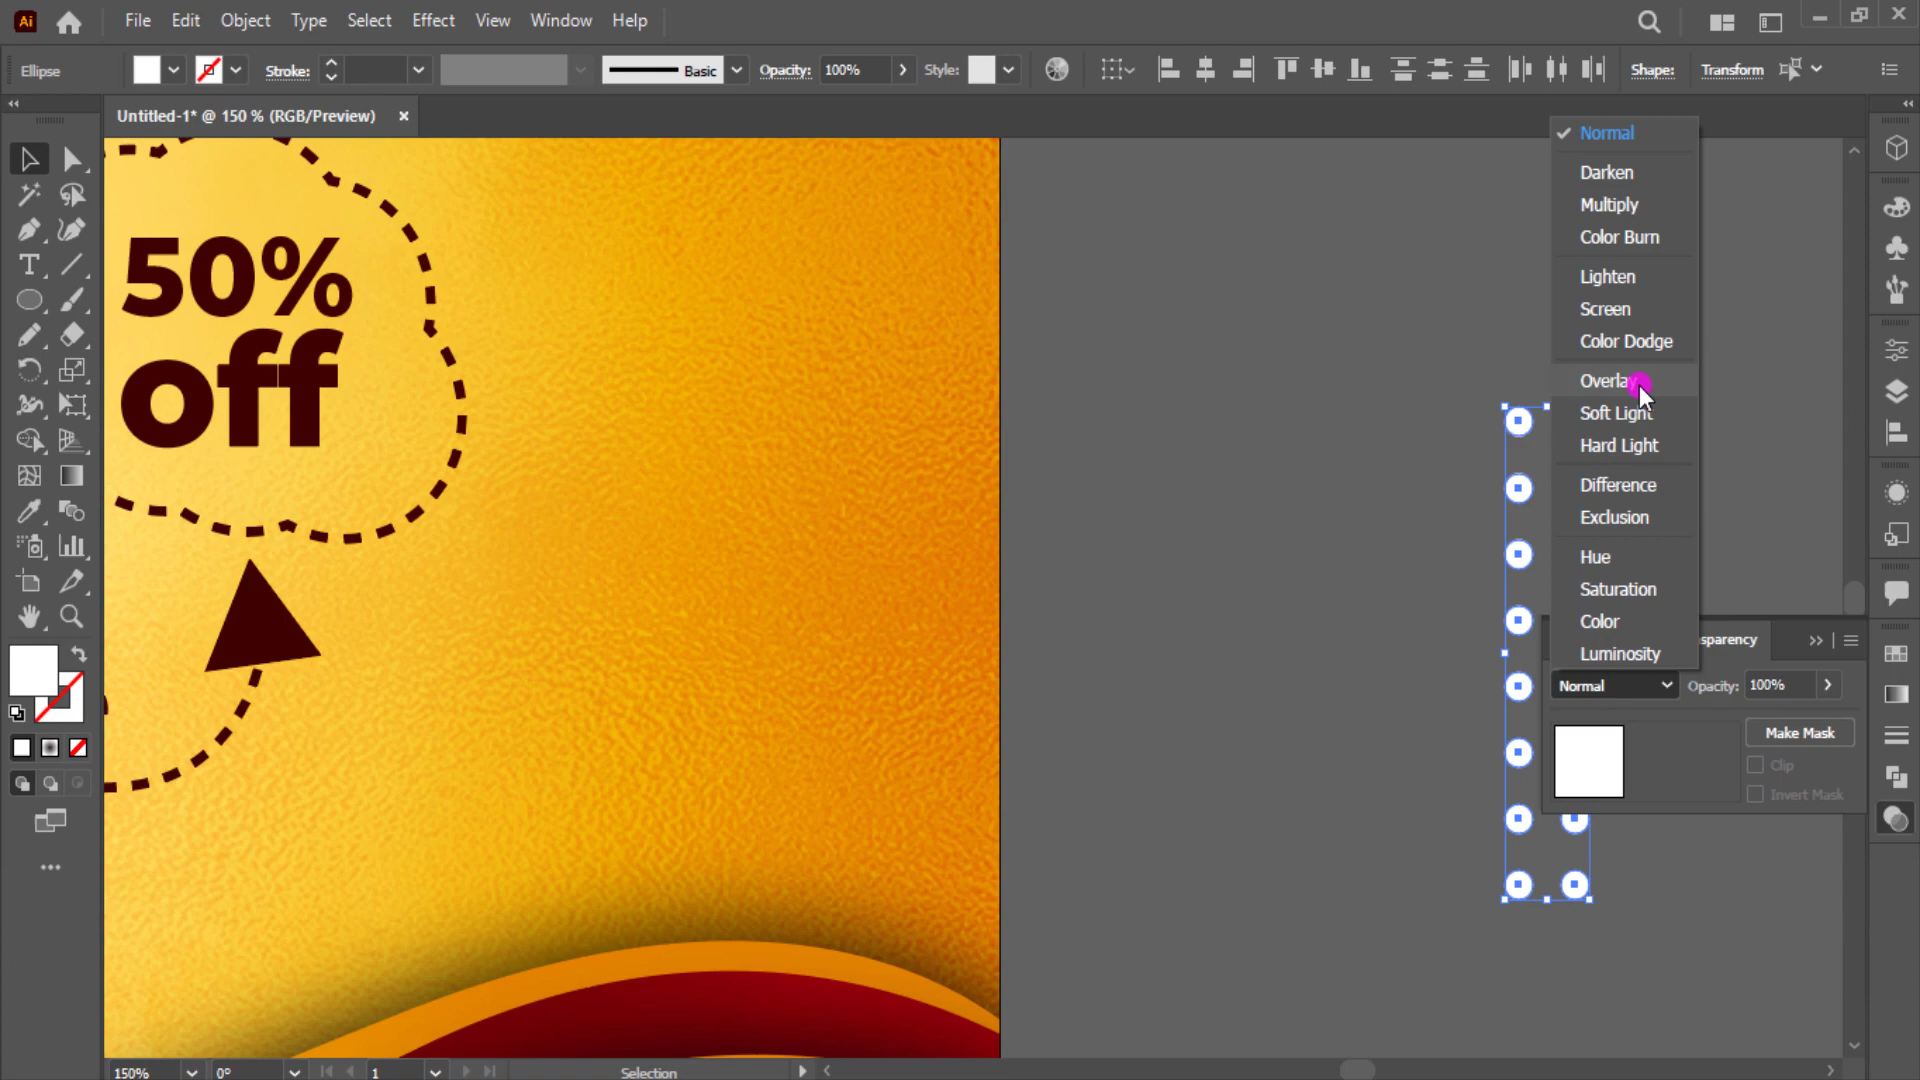 Ai File Edit Object Type Select Effect View Window Help
Ellipse Stroke: Basic Opacity: 100% Style: Shape: Transform
Untitled-1* @ 150 % (RGB/Preview) ×
50%
off
Normal
Darken
Multiply
Color Burn
Lighten
Screen
Color Dodge
Overlay
Soft Light
Hard Light
Difference
Exclusion
Hue
Saturation
Color
Luminosity
sparency
Normal Opacity: 100%
Make Mask
Clip
Invert Mask
150% 0° 1 Selection